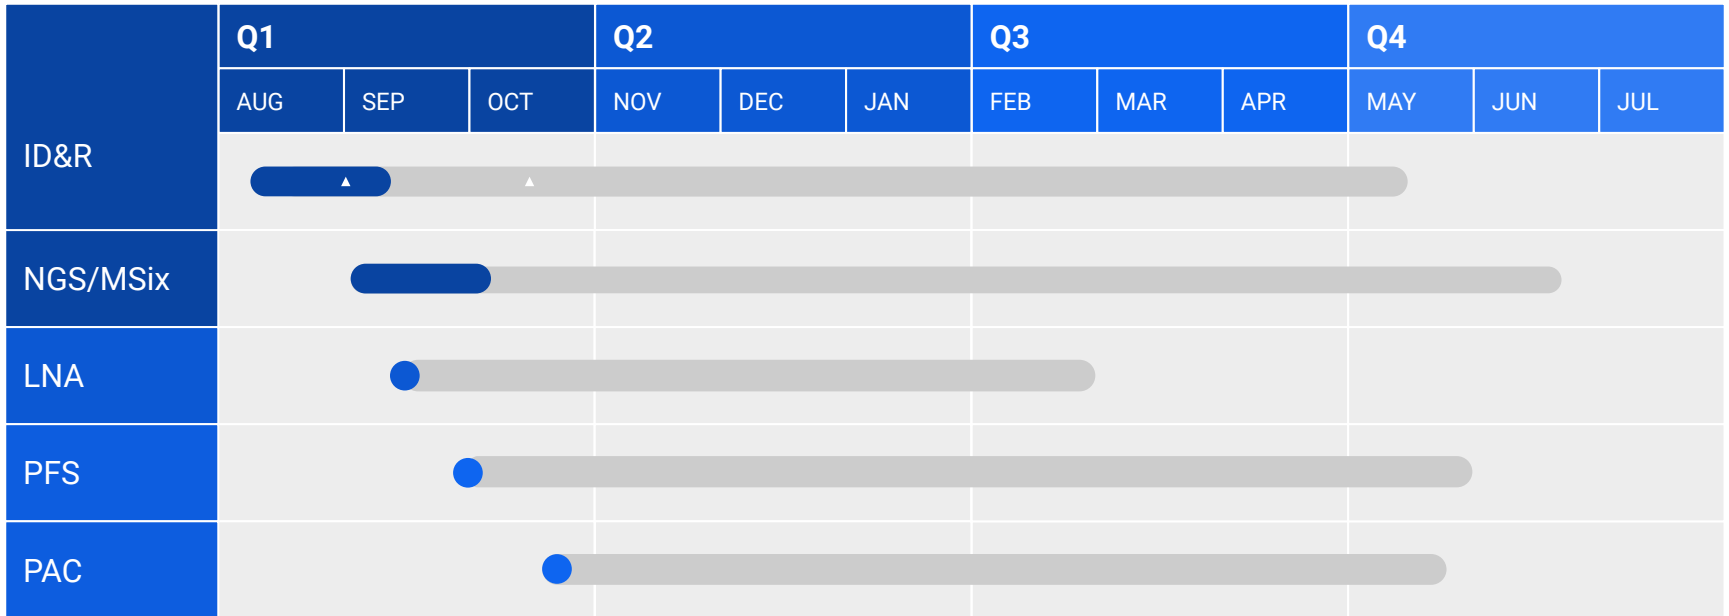 Q1 Q2 Q3 Q4
AUG SEP OCT NOV DEC JAN FEB MAR APR MAY JUN JUL
ID&R
NGS/MSix
LNA
PFS
PAC